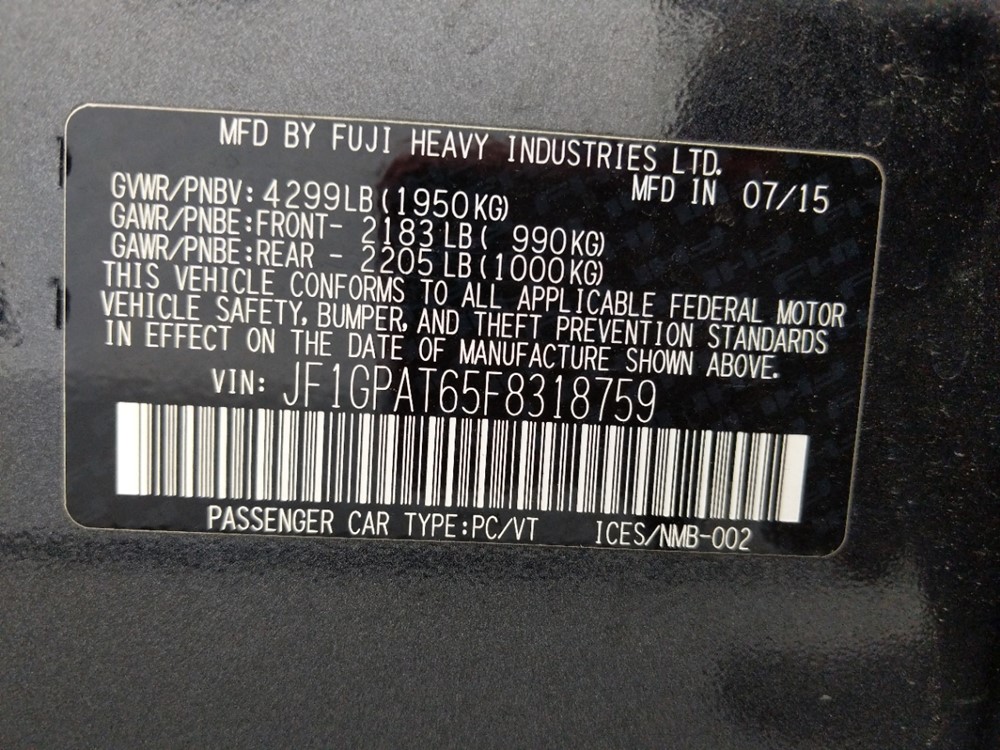 MFD BY FUJI HEAVY INDUSTRIES LTD.
GVWR/PNBV: 4299LB(1950KG) MFD IN 07/15
GAWR/PNBE:FRONT- 2183LB( 990KG)
GAWR/PNBE:REAR - 2205LB(1000KG)
THIS VEHICLE CONFORMS TO ALL APPLICABLE FEDERAL MOTOR
VEHICLE SAFETY, BUMPER, AND THEFT PREVENTION STANDARDS
IN EFFECT ON THE DATE OF MANUFACTURE SHOWN ABOVE.
VIN: JF1GPAT65F8318759
PASSENGER CAR TYPE:PC/VT ICES/NMB-002